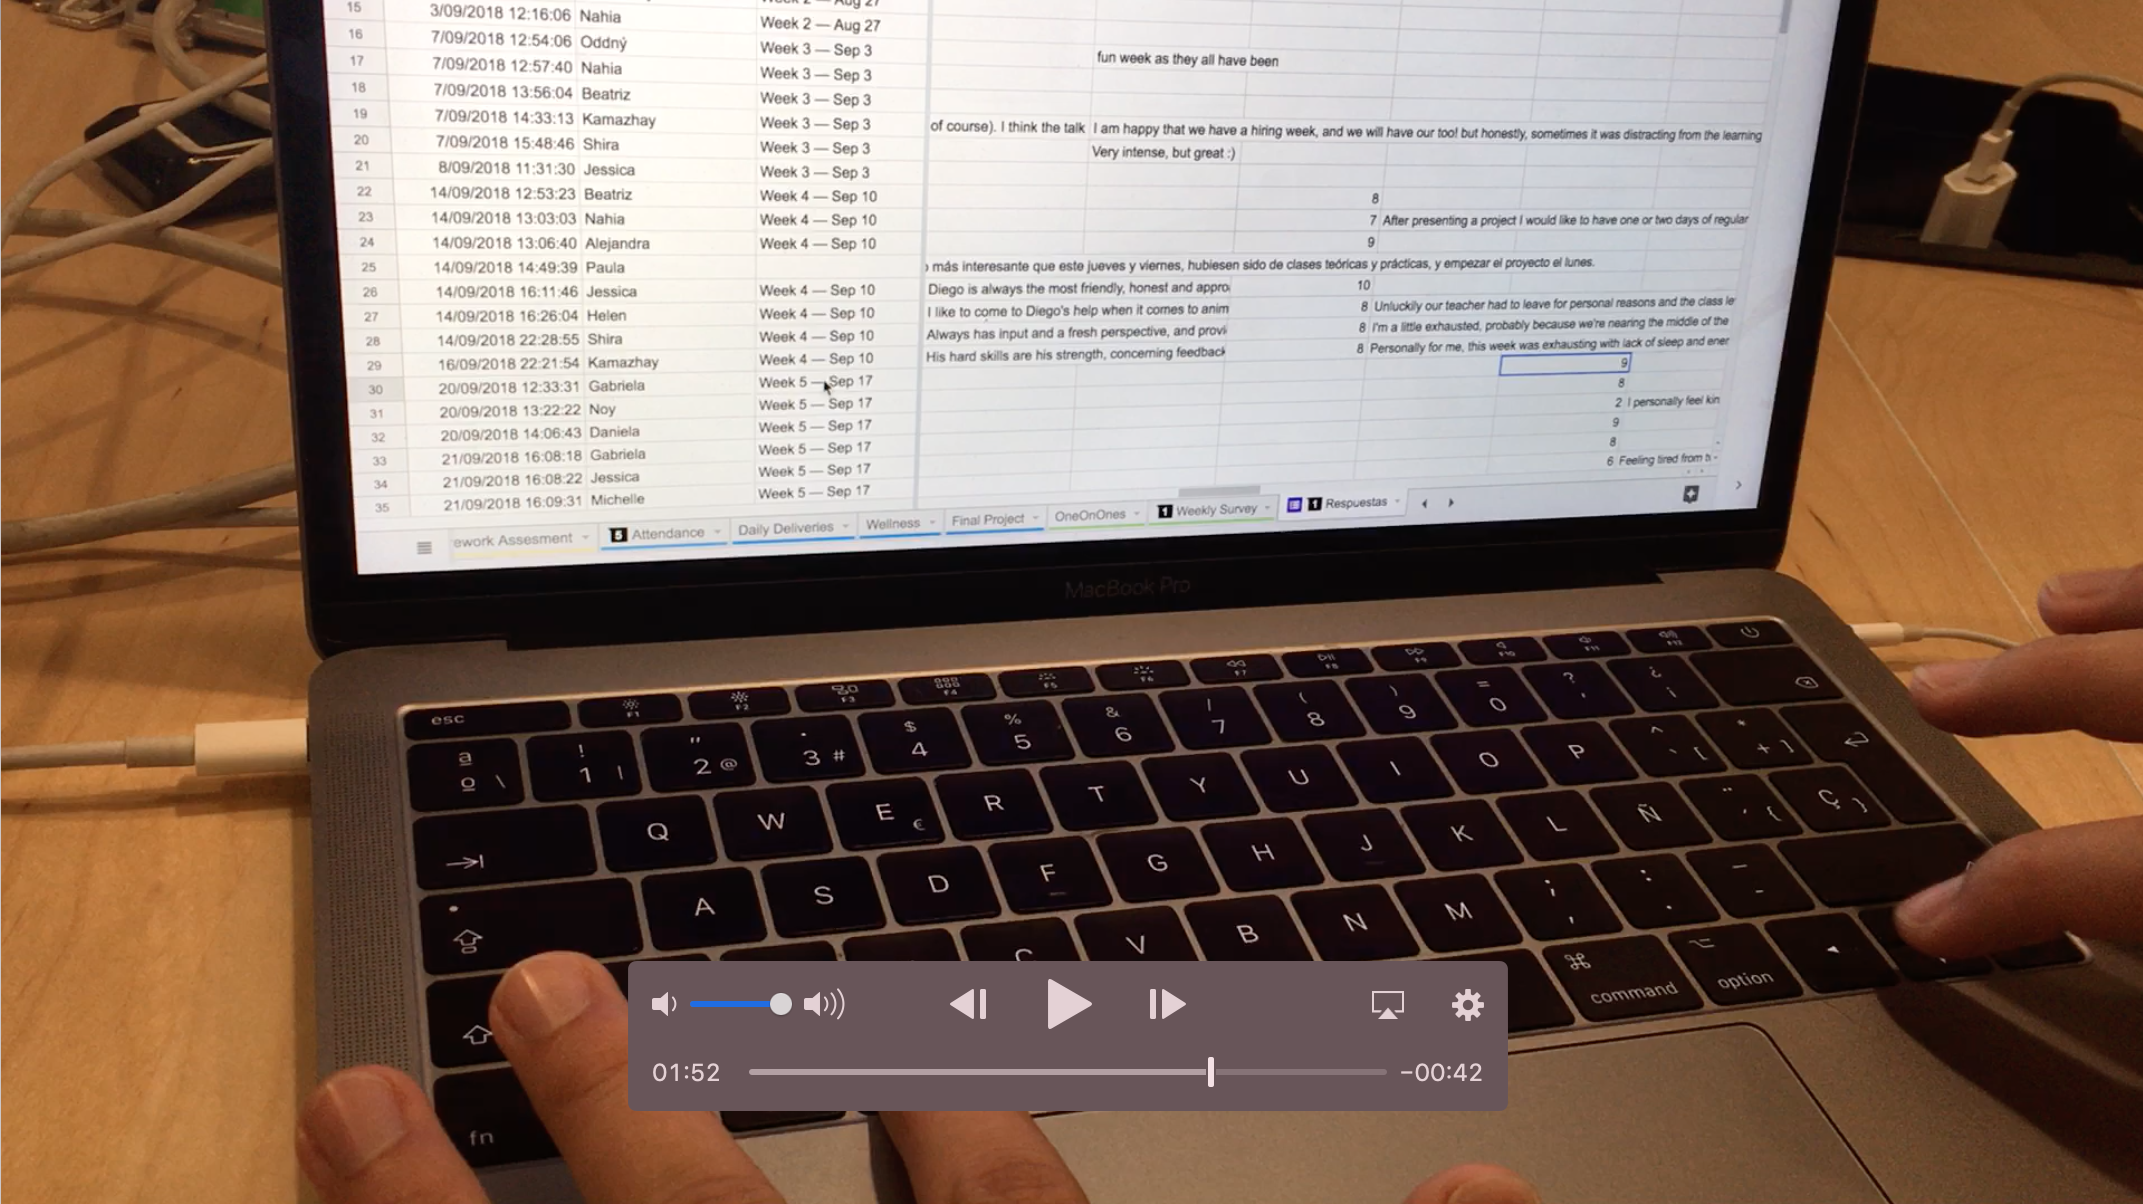 15
3/09/2018 12:16:06 Nahia Week 2 — Aug 27
16 7/09/2018 12:54:06 Oddný Week 3 — Sep 3
17 7/09/2018 12:57:40 Nahia Week 3 — Sep 3 fun week as they all have been
18 7/09/2018 13:56:04 Beatriz Week 3 — Sep 3
19 7/09/2018 14:33:13 Kamazhay Week 3 — Sep 3 of course). I think the talk I am happy that we have a hiring week, and we will have our too! but honestly, sometimes it was distracting from the learning
20 7/09/2018 15:48:46 Shira Week 3 — Sep 3 Very intense, but great :)
21 8/09/2018 11:31:30 Jessica Week 3 — Sep 3
22 14/09/2018 12:53:23 Beatriz Week 4 — Sep 10 8
23 14/09/2018 13:03:03 Nahia Week 4 — Sep 10 7 After presenting a project I would like to have one or two days of regular
24 14/09/2018 13:06:40 Alejandra 9
25 14/09/2018 14:49:39 Paula más interesante que este jueves y viernes, hubiesen sido de clases teóricas y prácticas, y empezar el proyecto el lunes.
26 14/09/2018 16:11:46 Jessica Week 4 — Sep 10 Diego is always the most friendly, honest and appro 10
27 14/09/2018 16:26:04 Helen Week 4 — Sep 10 I like to come to Diego's help when it comes to anim 8 Unluckily our teacher had to leave for personal reasons and the class le
28 14/09/2018 22:28:55 Shira Week 4 — Sep 10 Always has input and a fresh perspective, and provi 8 I'm a little exhausted, probably because we're nearing the middle of the
29 16/09/2018 22:21:54 Kamazhay Week 4 — Sep 10 His hard skills are his strength, concerning feedback 8 Personally for me, this week was exhausting with lack of sleep and ener
30 20/09/2018 12:33:31 Gabriela Week 5 — Sep 17 9
31 20/09/2018 13:22:22 Noy Week 5 — Sep 17 8
32 20/09/2018 14:06:43 Daniela Week 5 — Sep 17 2 I personally feel kin
33 21/09/2018 16:08:18 Gabriela Week 5 — Sep 17 9
34 21/09/2018 16:08:22 Jessica Week 5 — Sep 17 8
35 21/09/2018 16:09:31 Michelle Week 5 — Sep 17 6 Feeling tired from
ework Assesment 5 Attendance Daily Deliveries Wellness Final Project OneOnOnes 1 Weekly Survey 1 Respuestas
MacBook Pro
esc F1 F2 F3 F4 F5 F6 F7 F8 F9 F10 F11 F12
ª º \ ! 1 | " 2 @ · 3 # $ 4 % 5 & 6 / 7 ( 8 ) 9 = 0 ? ' ¿ ¡
Q W E € R T Y U I O P ^ ` [ * + ]
A S D F G H J K L Ñ ¨ ´ { Ç }
C V B N M ; , : . _ -
command option
fn
01:52 -00:42